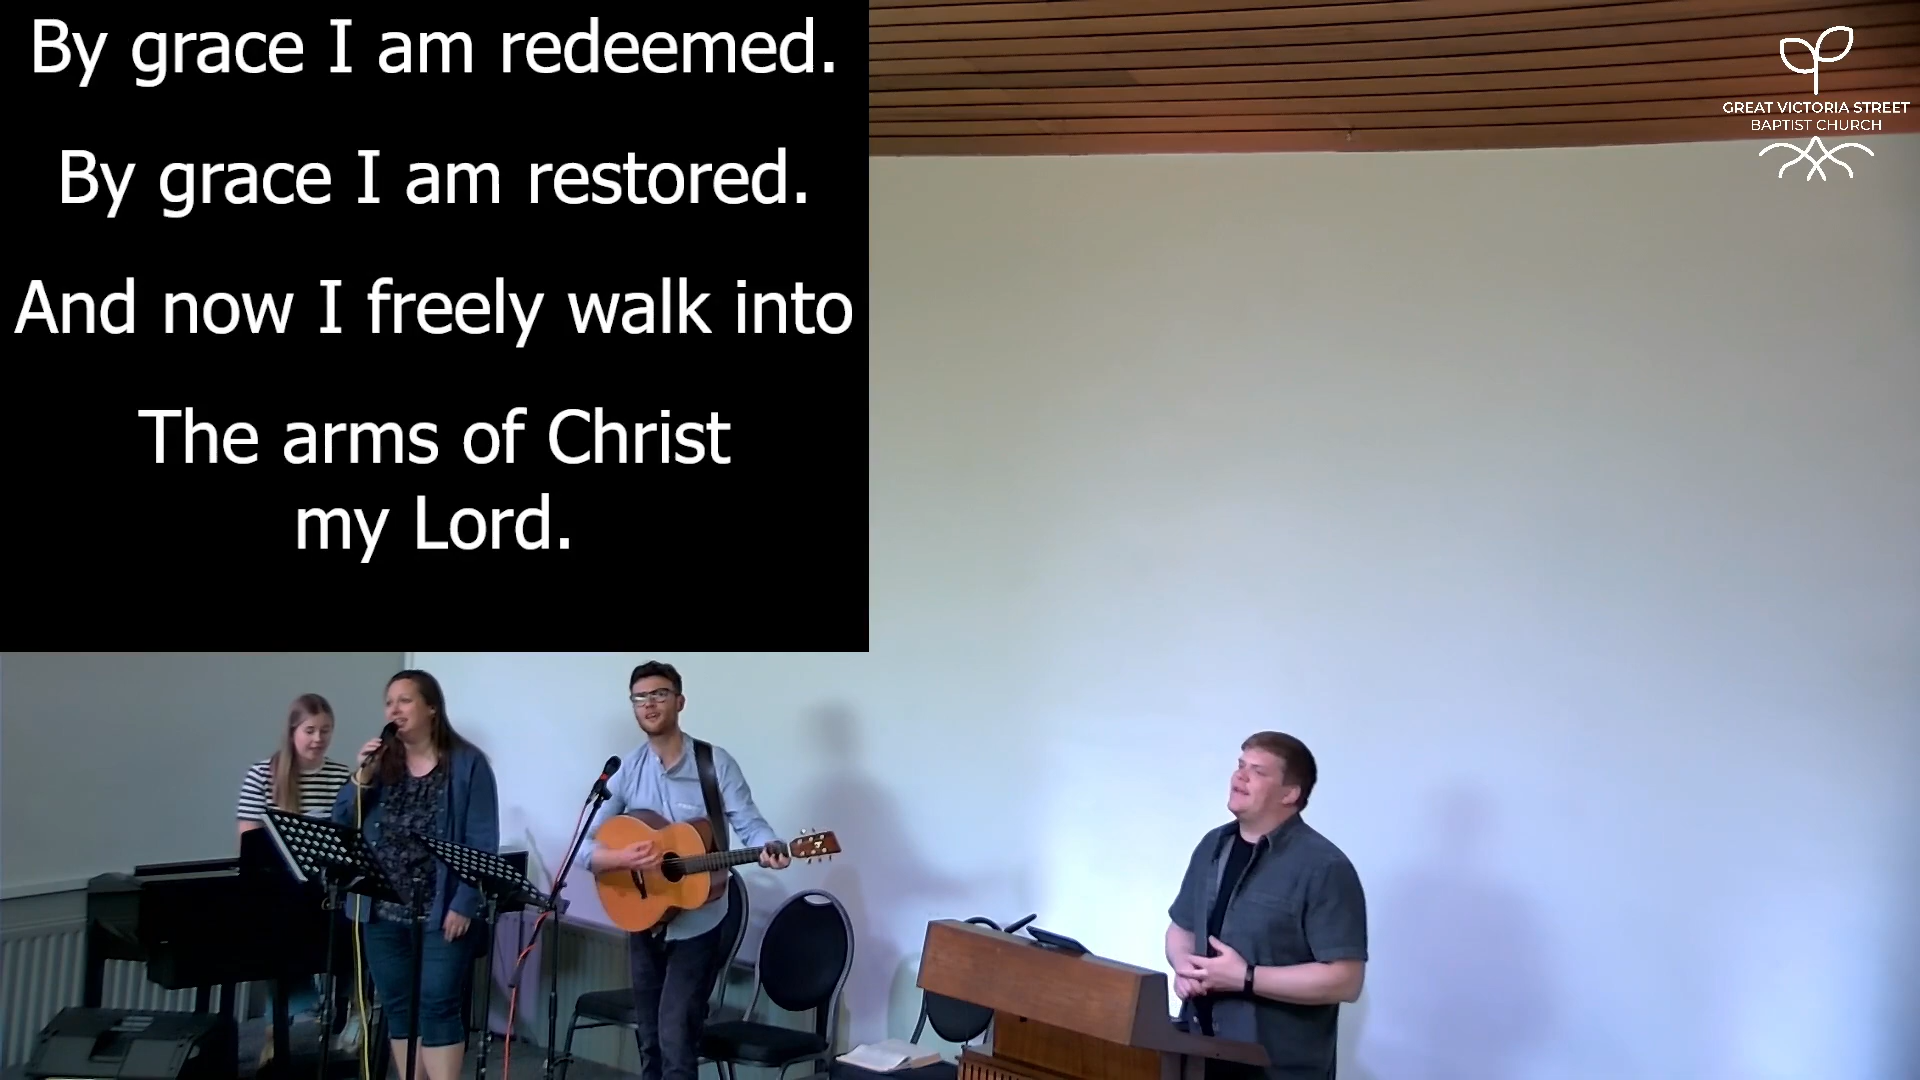 By grace I am redeemed.
By grace I am restored.
And now I freely walk into
The arms of Christ
my Lord.
GREAT VICTORIA STREET
BAPTIST CHURCH